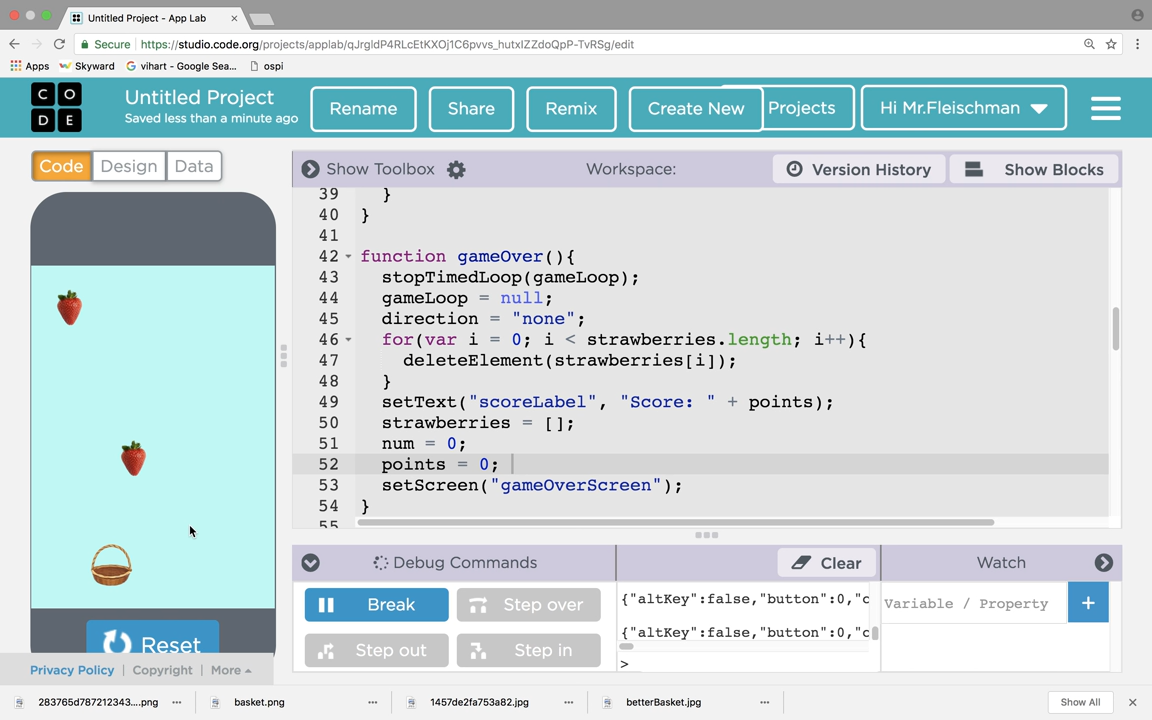 Untitled Project - App Lab
Secure
https://studio.code.org/projects/applab/qJrgldP4RLcEtKXOj1C6pvvs_hutxIZZdoQpP-TvRSg/edit
Apps
Skyward
vihart - Google Sea...
ospi
C O
D E
Untitled Project
Saved less than a minute ago
Rename
Share
Remix
Create New
Projects
Hi Mr.Fleischman
Code
Design
Data
Show Toolbox
Workspace:
Version History
Show Blocks
39 }
40 }
41
42 function gameOver(){
43 stopTimedLoop(gameLoop);
44 gameLoop = null;
45 direction = "none";
46 for(var i = 0; i < strawberries.length; i++){
47 deleteElement(strawberries[i]);
48 }
49 setText("scoreLabel", "Score: " + points);
50 strawberries = [];
51 num = 0;
52 points = 0;
53 setScreen("gameOverScreen");
54 }
55
Reset
Debug Commands
Clear
Watch
Break
Step over
Step out
Step in
{"altKey":false,"button":0,"c
{"altKey":false,"button":0,"c
>
Variable / Property
+
Privacy Policy | Copyright | More
283765d787212343....png
basket.png
1457de2fa753a82.jpg
betterBasket.jpg
Show All